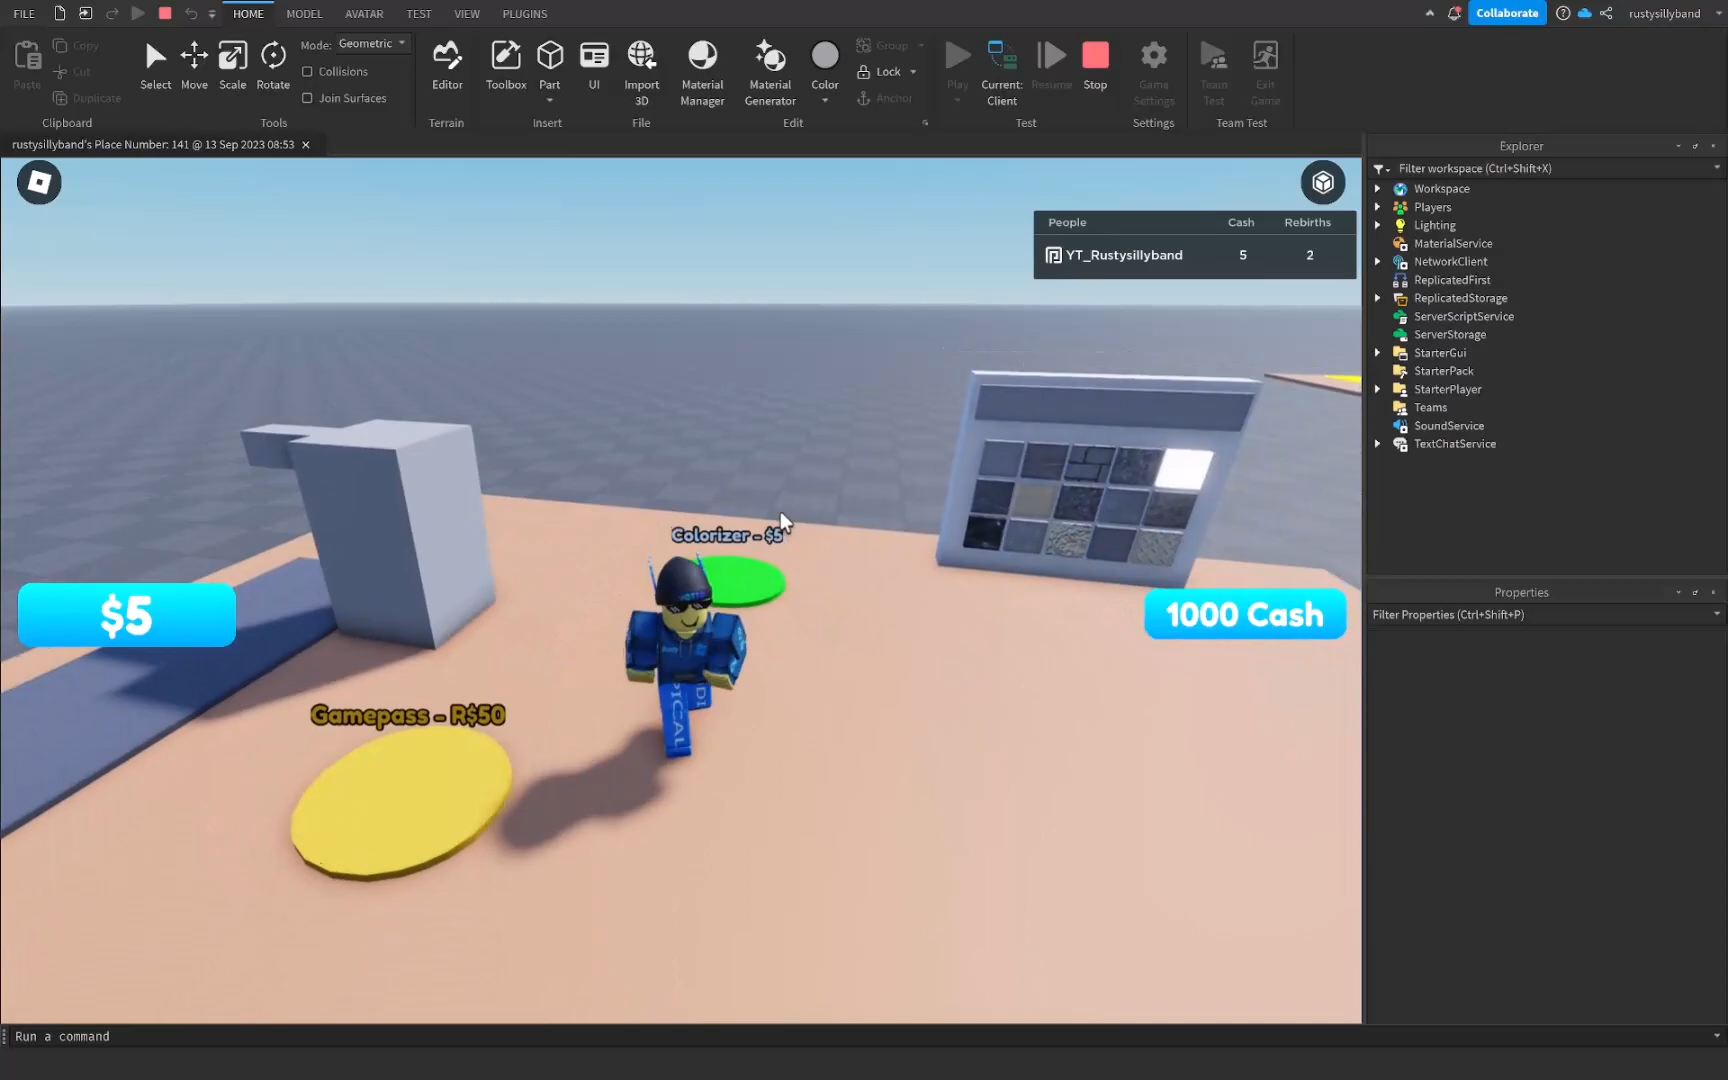 FILE HOME MODEL AVATAR TEST VIEW PLUGINS Collaborate rustysillyband
Copy Mode: Geometric Group
Cut Collisions Lock
Paste Duplicate Select Move Scale Rotate Join Surfaces Editor Toolbox Part UI Import 3D Material Manager Material Generator Color Anchor Play Current: Client Resume Stop Game Settings Team Test Exit Game
Clipboard Tools Terrain Insert File Edit Test Settings Team Test
rustysillyband's Place Number: 141 @ 13 Sep 2023 08:53
People Cash Rebirths
YT_Rustysillyband 5 2
Colorizer - $5
$5
1000 Cash
Gamepass - R$50
Explorer
Filter workspace (Ctrl+Shift+X)
Workspace
Players
Lighting
MaterialService
NetworkClient
ReplicatedFirst
ReplicatedStorage
ServerScriptService
ServerStorage
StarterGui
StarterPack
StarterPlayer
Teams
SoundService
TextChatService
Properties
Filter Properties (Ctrl+Shift+P)
Run a command